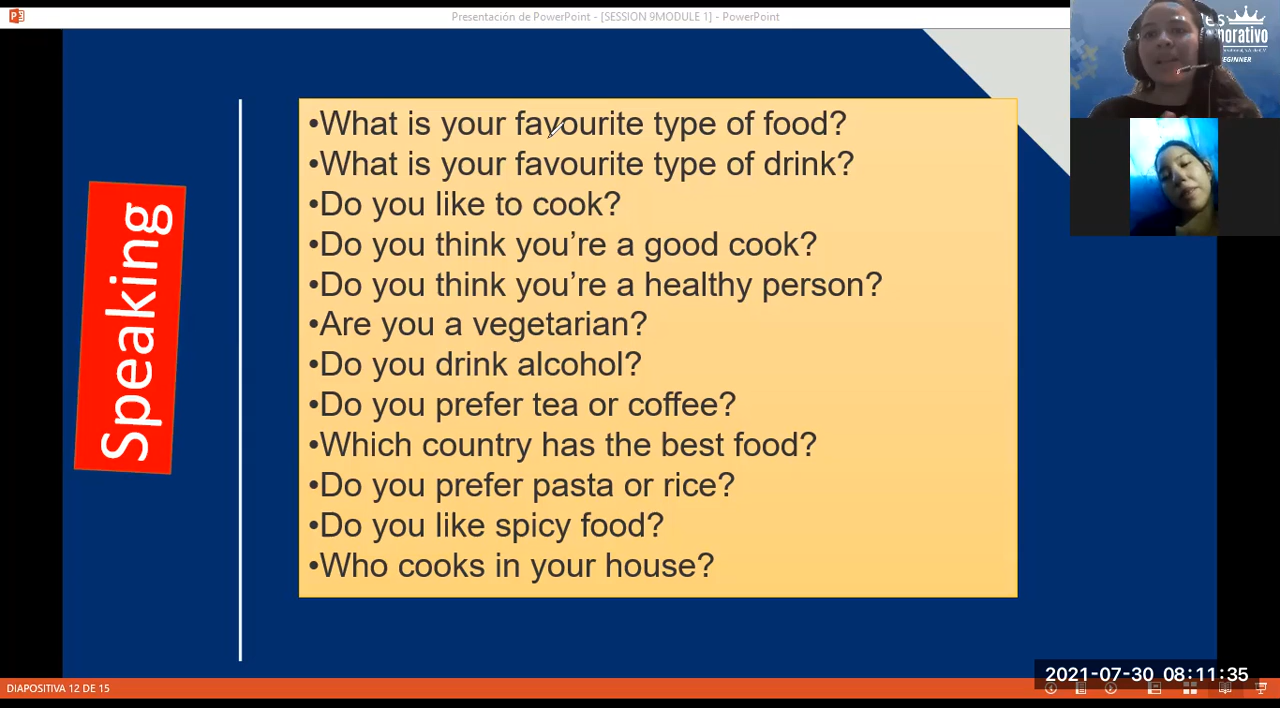 Presentación de PowerPoint - [SESSION 9MODULE 1] - PowerPoint
EGINNER
Speaking
•What is your favourite type of food?
•What is your favourite type of drink?
•Do you like to cook?
•Do you think you’re a good cook?
•Do you think you’re a healthy person?
•Are you a vegetarian?
•Do you drink alcohol?
•Do you prefer tea or coffee?
•Which country has the best food?
•Do you prefer pasta or rice?
•Do you like spicy food?
•Who cooks in your house?
2021-07-30 08:11:35
DIAPOSITIVA 12 DE 15